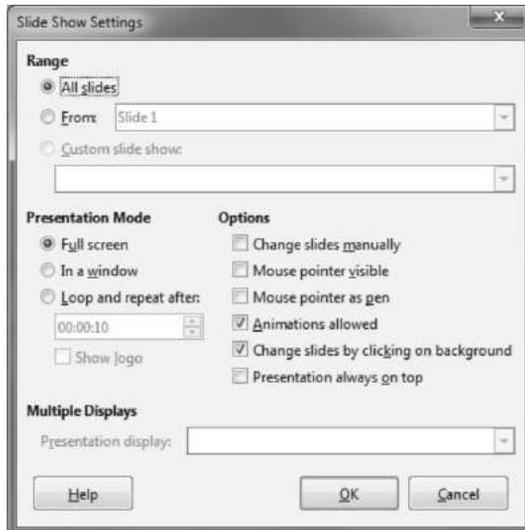 Slide Show Settings
Range
All slides
From: Slide 1
Custom slide show:
Presentation Mode
Full screen
In a window
Loop and repeat after:
00:00:10
Show logo
Options
Change slides manually
Mouse pointer visible
Mouse pointer as pen
Animations allowed
Change slides by clicking on background
Presentation always on top
Multiple Displays
Presentation display:
Help OK Cancel